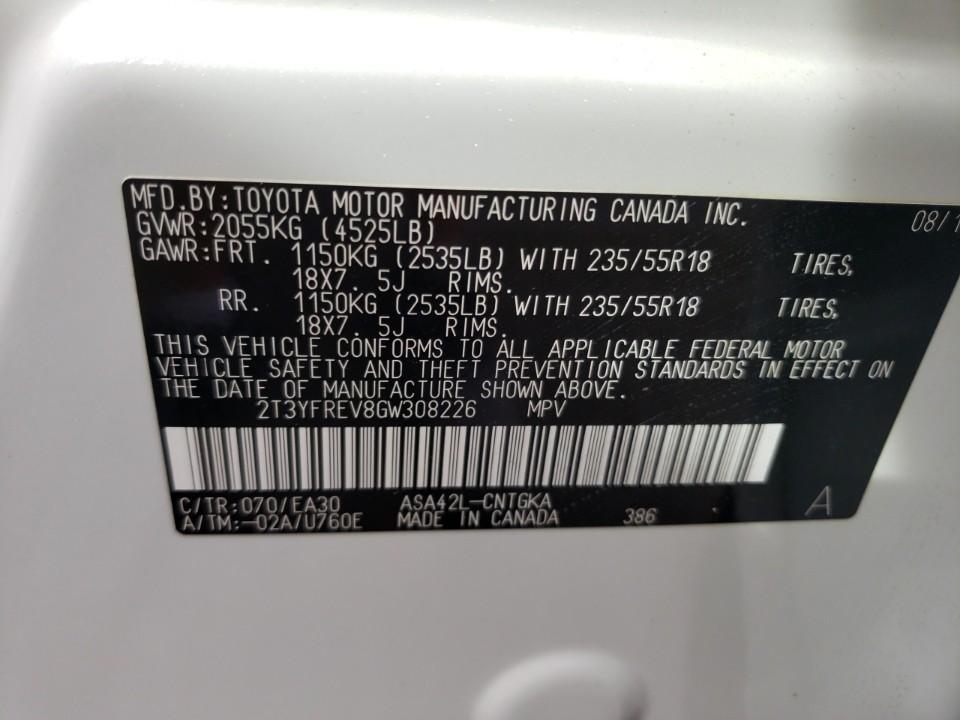 MFD.BY:TOYOTA MOTOR MANUFACTURING CANADA INC. 08/1
GVWR:2055KG (4525LB)
GAWR:FRT. 1150KG (2535LB) WITH 235/55R18 TIRES,
18X7. 5J RIMS.
RR. 1150KG (2535LB) WITH 235/55R18 TIRES,
18X7. 5J RIMS.
THIS VEHICLE CONFORMS TO ALL APPLICABLE FEDERAL MOTOR
VEHICLE SAFETY AND THEFT PREVENTION STANDARDS IN EFFECT ON
THE DATE OF MANUFACTURE SHOWN ABOVE.
2T3YFREV8GW308226 MPV
C/TR:070/EA30 ASA42L-CNTGKA
A/TM:-02A/U760E MADE IN CANADA 386 A